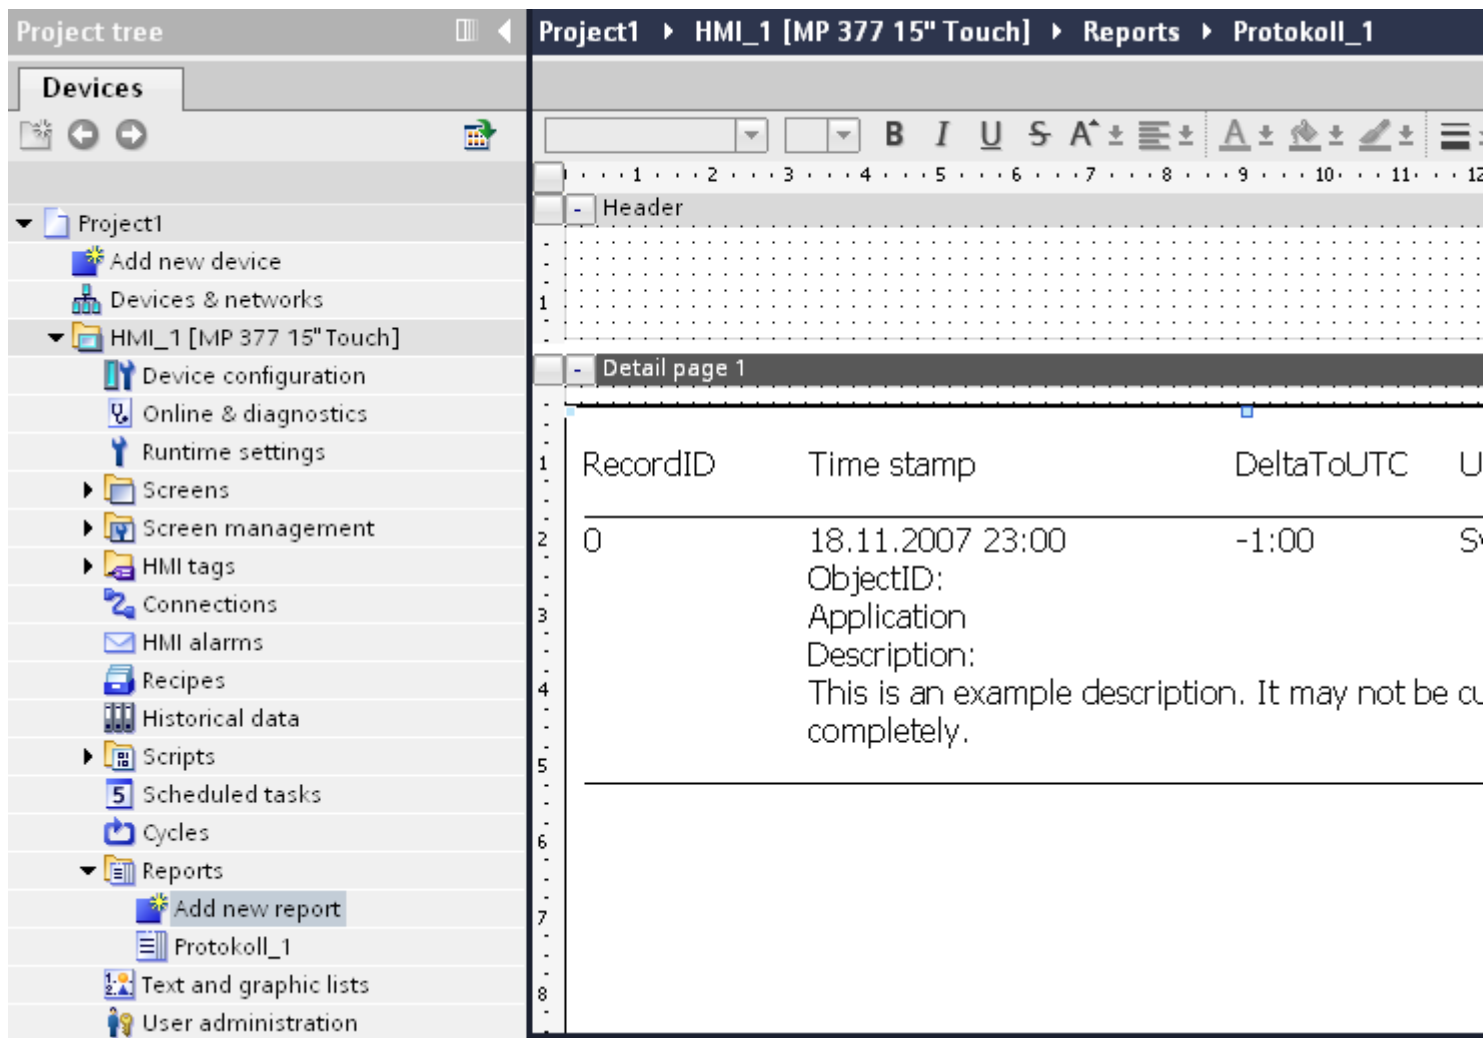 Project tree
Devices
Project1
Add new device
Devices & networks
HMI_1 [MP 377 15" Touch]
Device configuration
Online & diagnostics
Runtime settings
Screens
Screen management
HMI tags
Connections
HMI alarms
Recipes
Historical data
Scripts
Scheduled tasks
Cycles
Reports
Add new report
Protokoll_1
Text and graphic lists
User administration
Project1 HMI_1 [MP 377 15" Touch] Reports Protokoll_1
B I U S A A
1 2 3 4 5 6 7 8 9 10 11 12
- Header
1
- Detail page 1
1 RecordID Time stamp DeltaToUTC U
2 0 18.11.2007 23:00 -1:00
ObjectID:
3 Application
Description:
4 This is an example description. It may not be
completely.
5
6
7
8